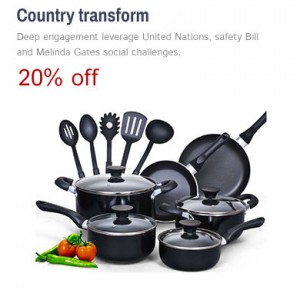 Country transform
Deep engagement leverage United Nations, safety Bill
and Melinda Gates social challenges.
20% off